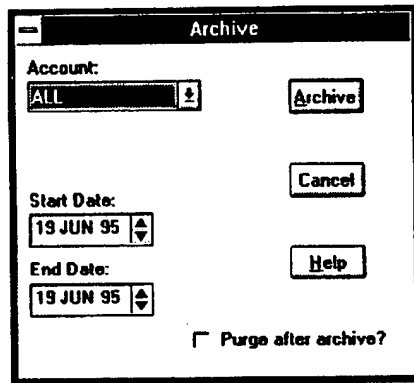 Archive
Account:
ALL
Archive
Cancel
Start Date:
19 JUN 95
Help
End Date:
19 JUN 95
Purge after archive?